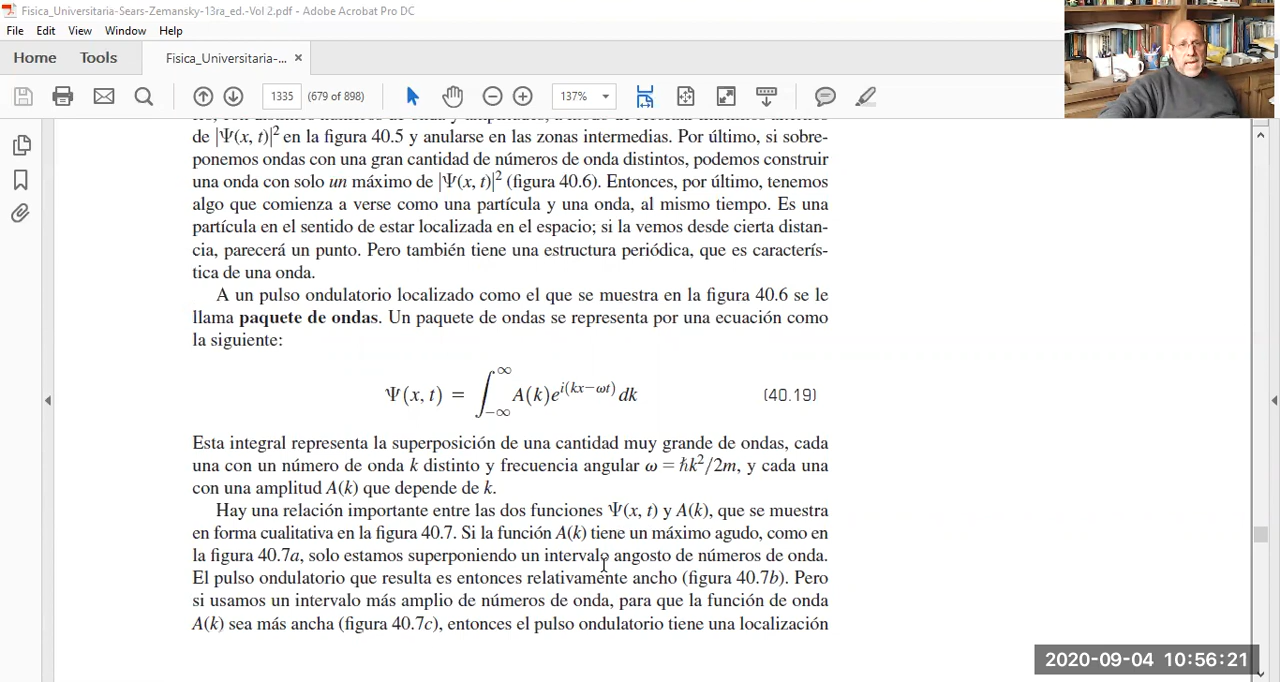 Fisica_Universitaria-Sears-Zemansky-13ra_ed.-Vol 2.pdf - Adobe Acrobat Pro DC
File Edit View Window Help
Home Tools Fisica_Universitaria-... ×
1335 (679 of 898) 137%
de |Ψ(x, t)|² en la figura 40.5 y anularse en las zonas intermedias. Por último, si sobre-
ponemos ondas con una gran cantidad de números de onda distintos, podemos construir
una onda con solo un máximo de |Ψ(x, t)|² (figura 40.6). Entonces, por último, tenemos
algo que comienza a verse como una partícula y una onda, al mismo tiempo. Es una
partícula en el sentido de estar localizada en el espacio; si la vemos desde cierta distan-
cia, parecerá un punto. Pero también tiene una estructura periódica, que es caracterís-
tica de una onda.
A un pulso ondulatorio localizado como el que se muestra en la figura 40.6 se le
llama paquete de ondas. Un paquete de ondas se representa por una ecuación como
la siguiente:
Ψ(x, t) = ∫_{-∞}^{∞} A(k)e^{i(kx−ωt)} dk (40.19)
Esta integral representa la superposición de una cantidad muy grande de ondas, cada
una con un número de onda k distinto y frecuencia angular ω = ℏk²/2m, y cada una
con una amplitud A(k) que depende de k.
Hay una relación importante entre las dos funciones Ψ(x, t) y A(k), que se muestra
en forma cualitativa en la figura 40.7. Si la función A(k) tiene un máximo agudo, como en
la figura 40.7a, solo estamos superponiendo un intervalo angosto de números de onda.
El pulso ondulatorio que resulta es entonces relativamente ancho (figura 40.7b). Pero
si usamos un intervalo más amplio de números de onda, para que la función de onda
A(k) sea más ancha (figura 40.7c), entonces el pulso ondulatorio tiene una localización
2020-09-04 10:56:21